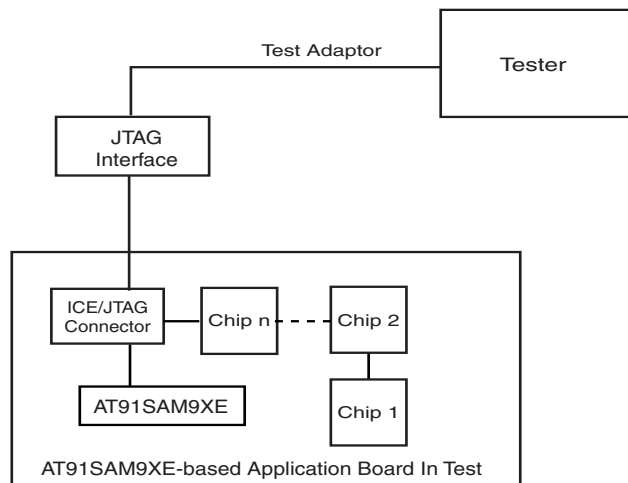 Test Adaptor
Tester
JTAG
Interface
ICE/JTAG
Connector
Chip n
Chip 2
AT91SAM9XE
Chip 1
AT91SAM9XE-based Application Board In Test